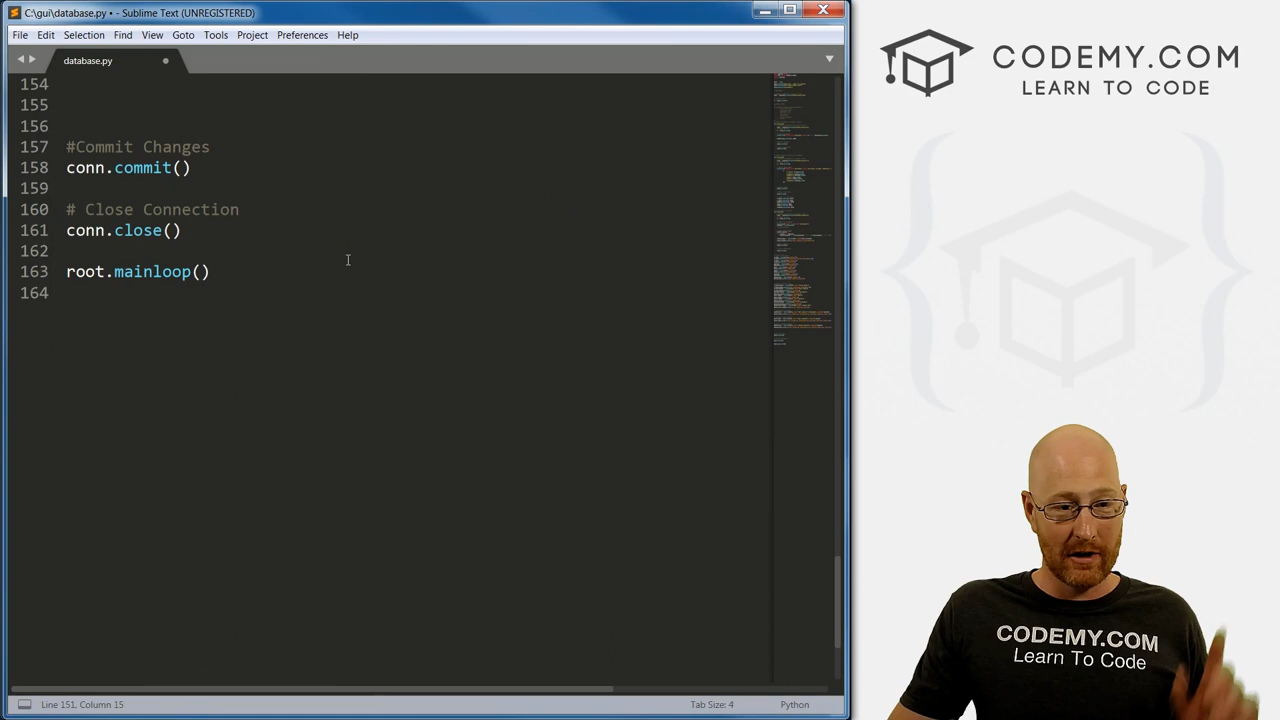 C:\gui\database.py • - Sublime Text (UNREGISTERED)
File Edit Selection Find View Goto Tools Project Preferences Help
database.py
154
155
156
157 #Commit Changes
158 conn.commit()
159
160 # Close Connection
161 conn.close()
162
163 root.mainloop()
164
Line 151, Column 15
Tab Size: 4
Python
CODEMY.COM
LEARN TO CODE
CODEMY.COM
Learn To Code